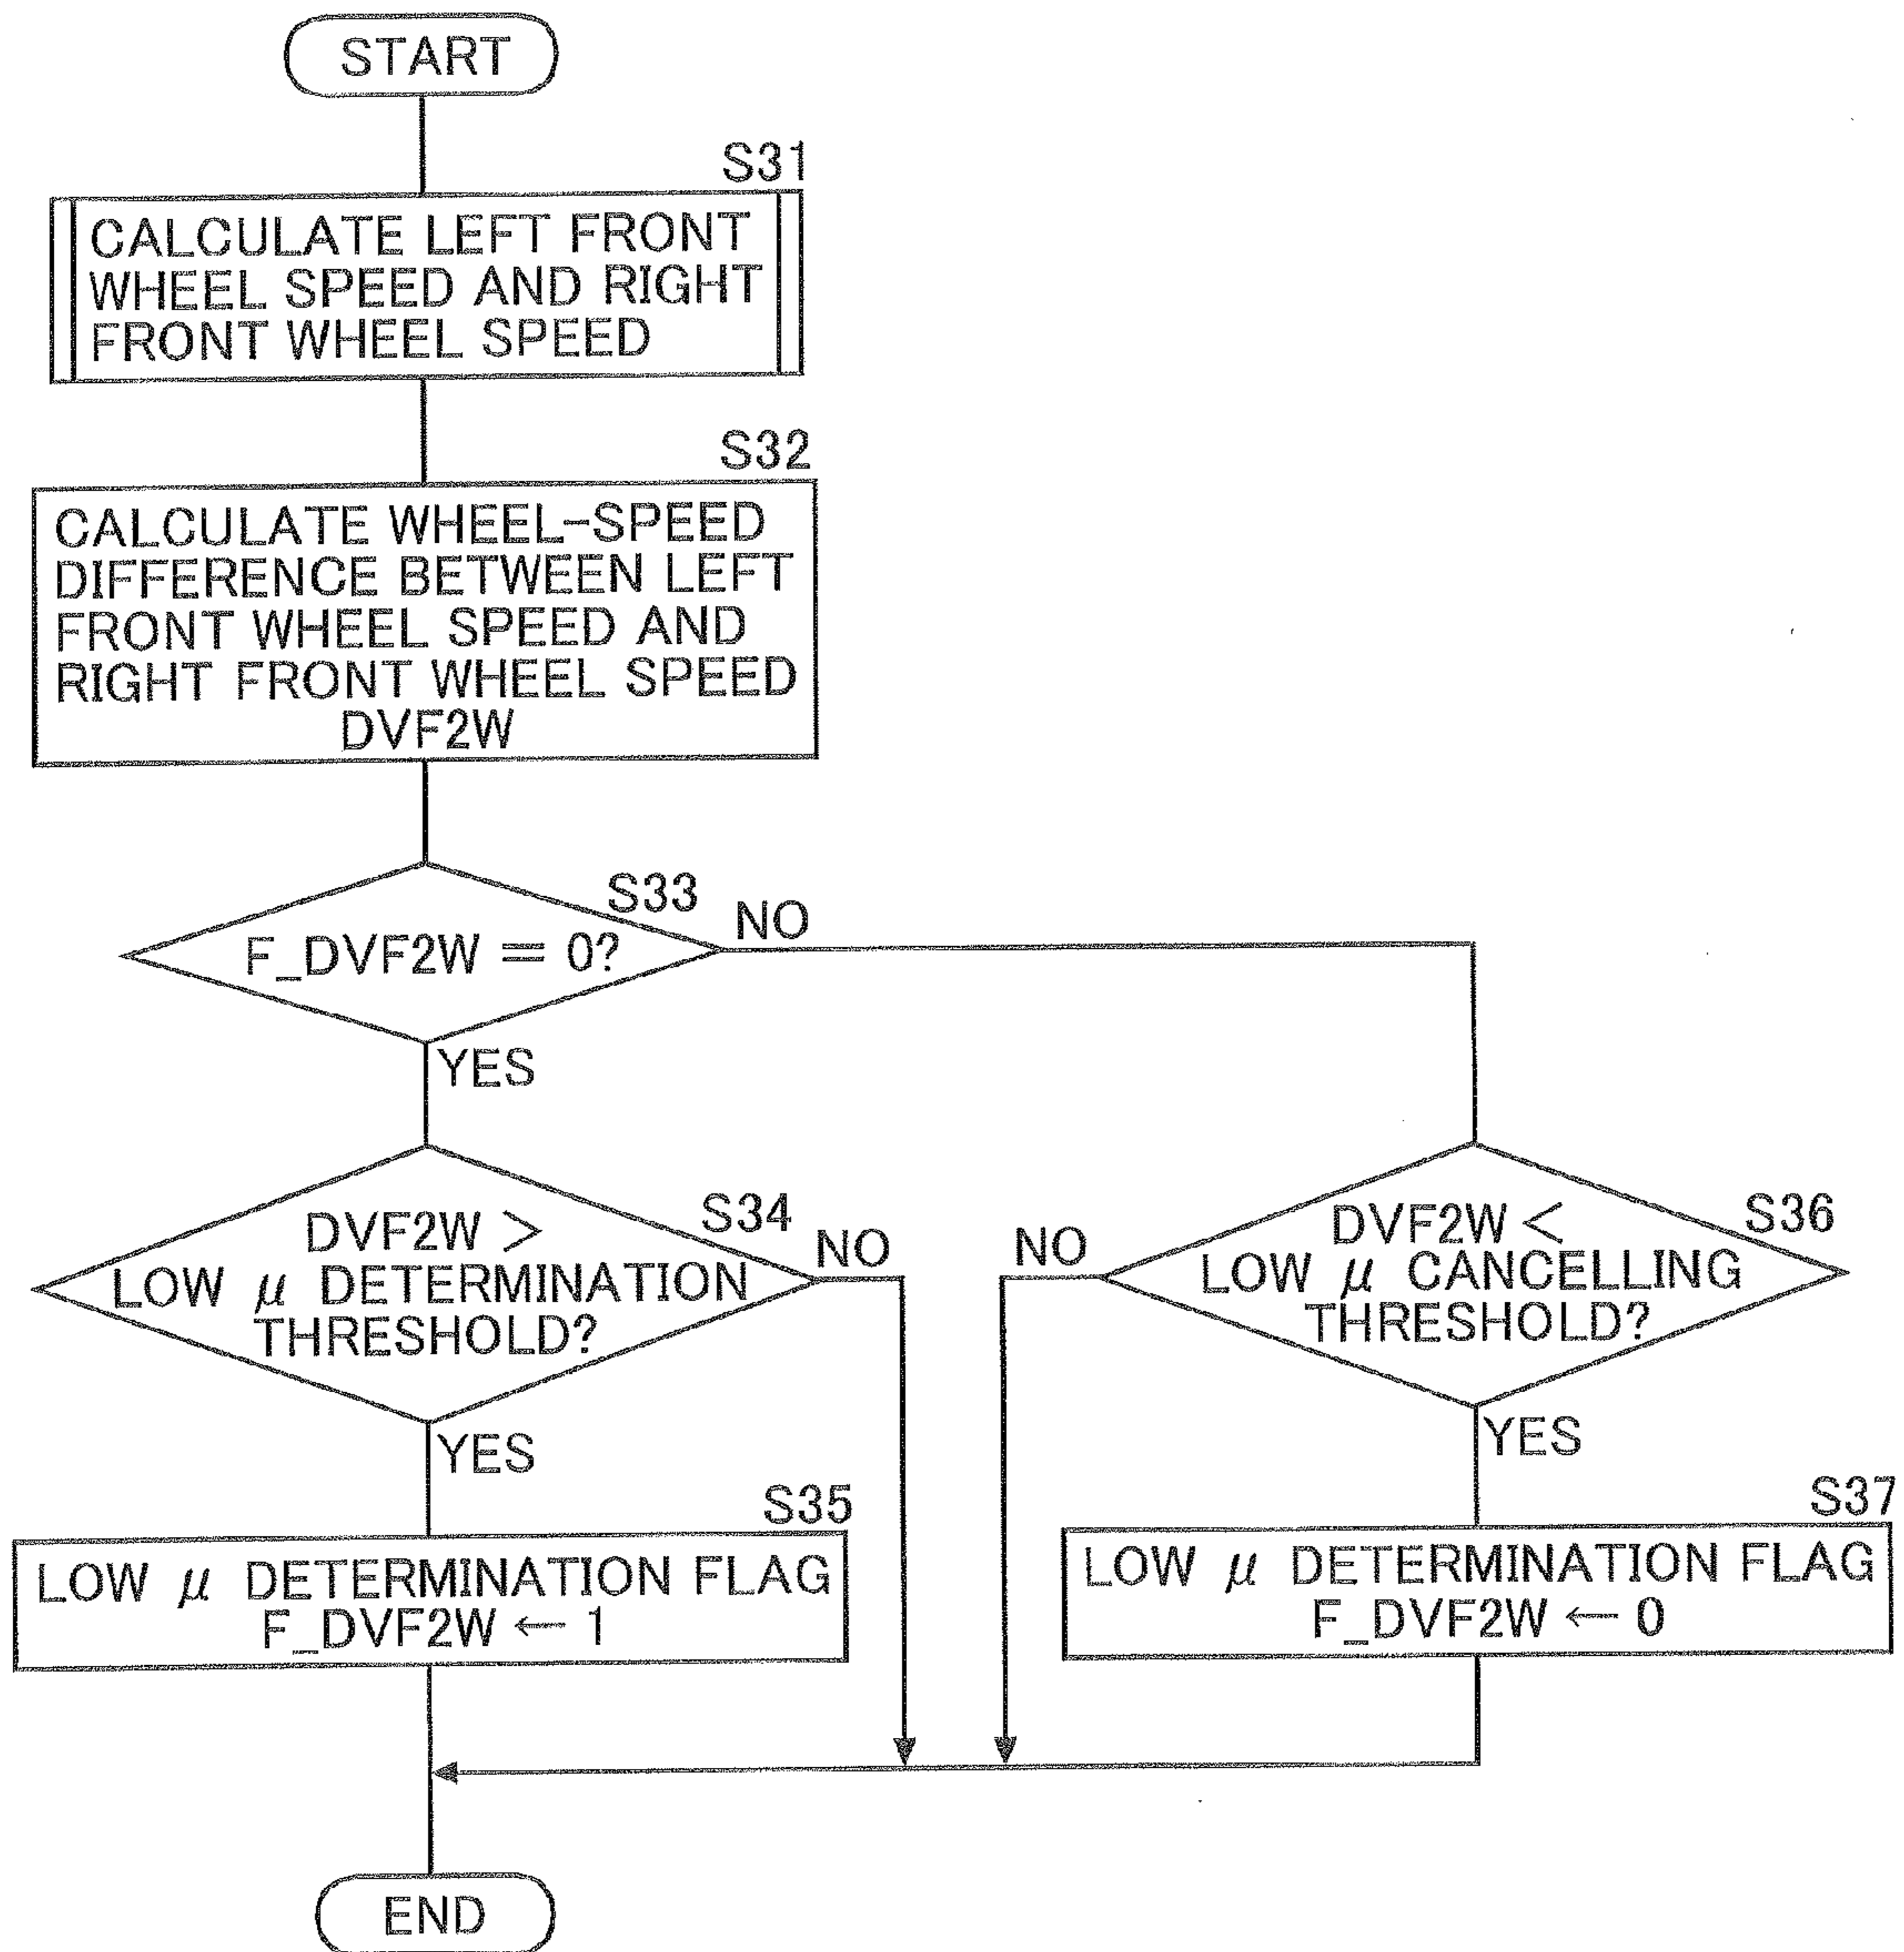 START
S31
CALCULATE LEFT FRONT
WHEEL SPEED AND RIGHT
FRONT WHEEL SPEED
S32
CALCULATE WHEEL-SPEED
DIFFERENCE BETWEEN LEFT
FRONT WHEEL SPEED AND
RIGHT FRONT WHEEL SPEED
DVF2W
S33
F_DVF2W = 0?
NO
YES
S34
DVF2W >
LOW μ DETERMINATION
THRESHOLD?
NO
YES
S35
LOW μ DETERMINATION FLAG
F_DVF2W ← 1
S36
DVF2W <
LOW μ CANCELLING
THRESHOLD?
NO
YES
S37
LOW μ DETERMINATION FLAG
F_DVF2W ← 0
END